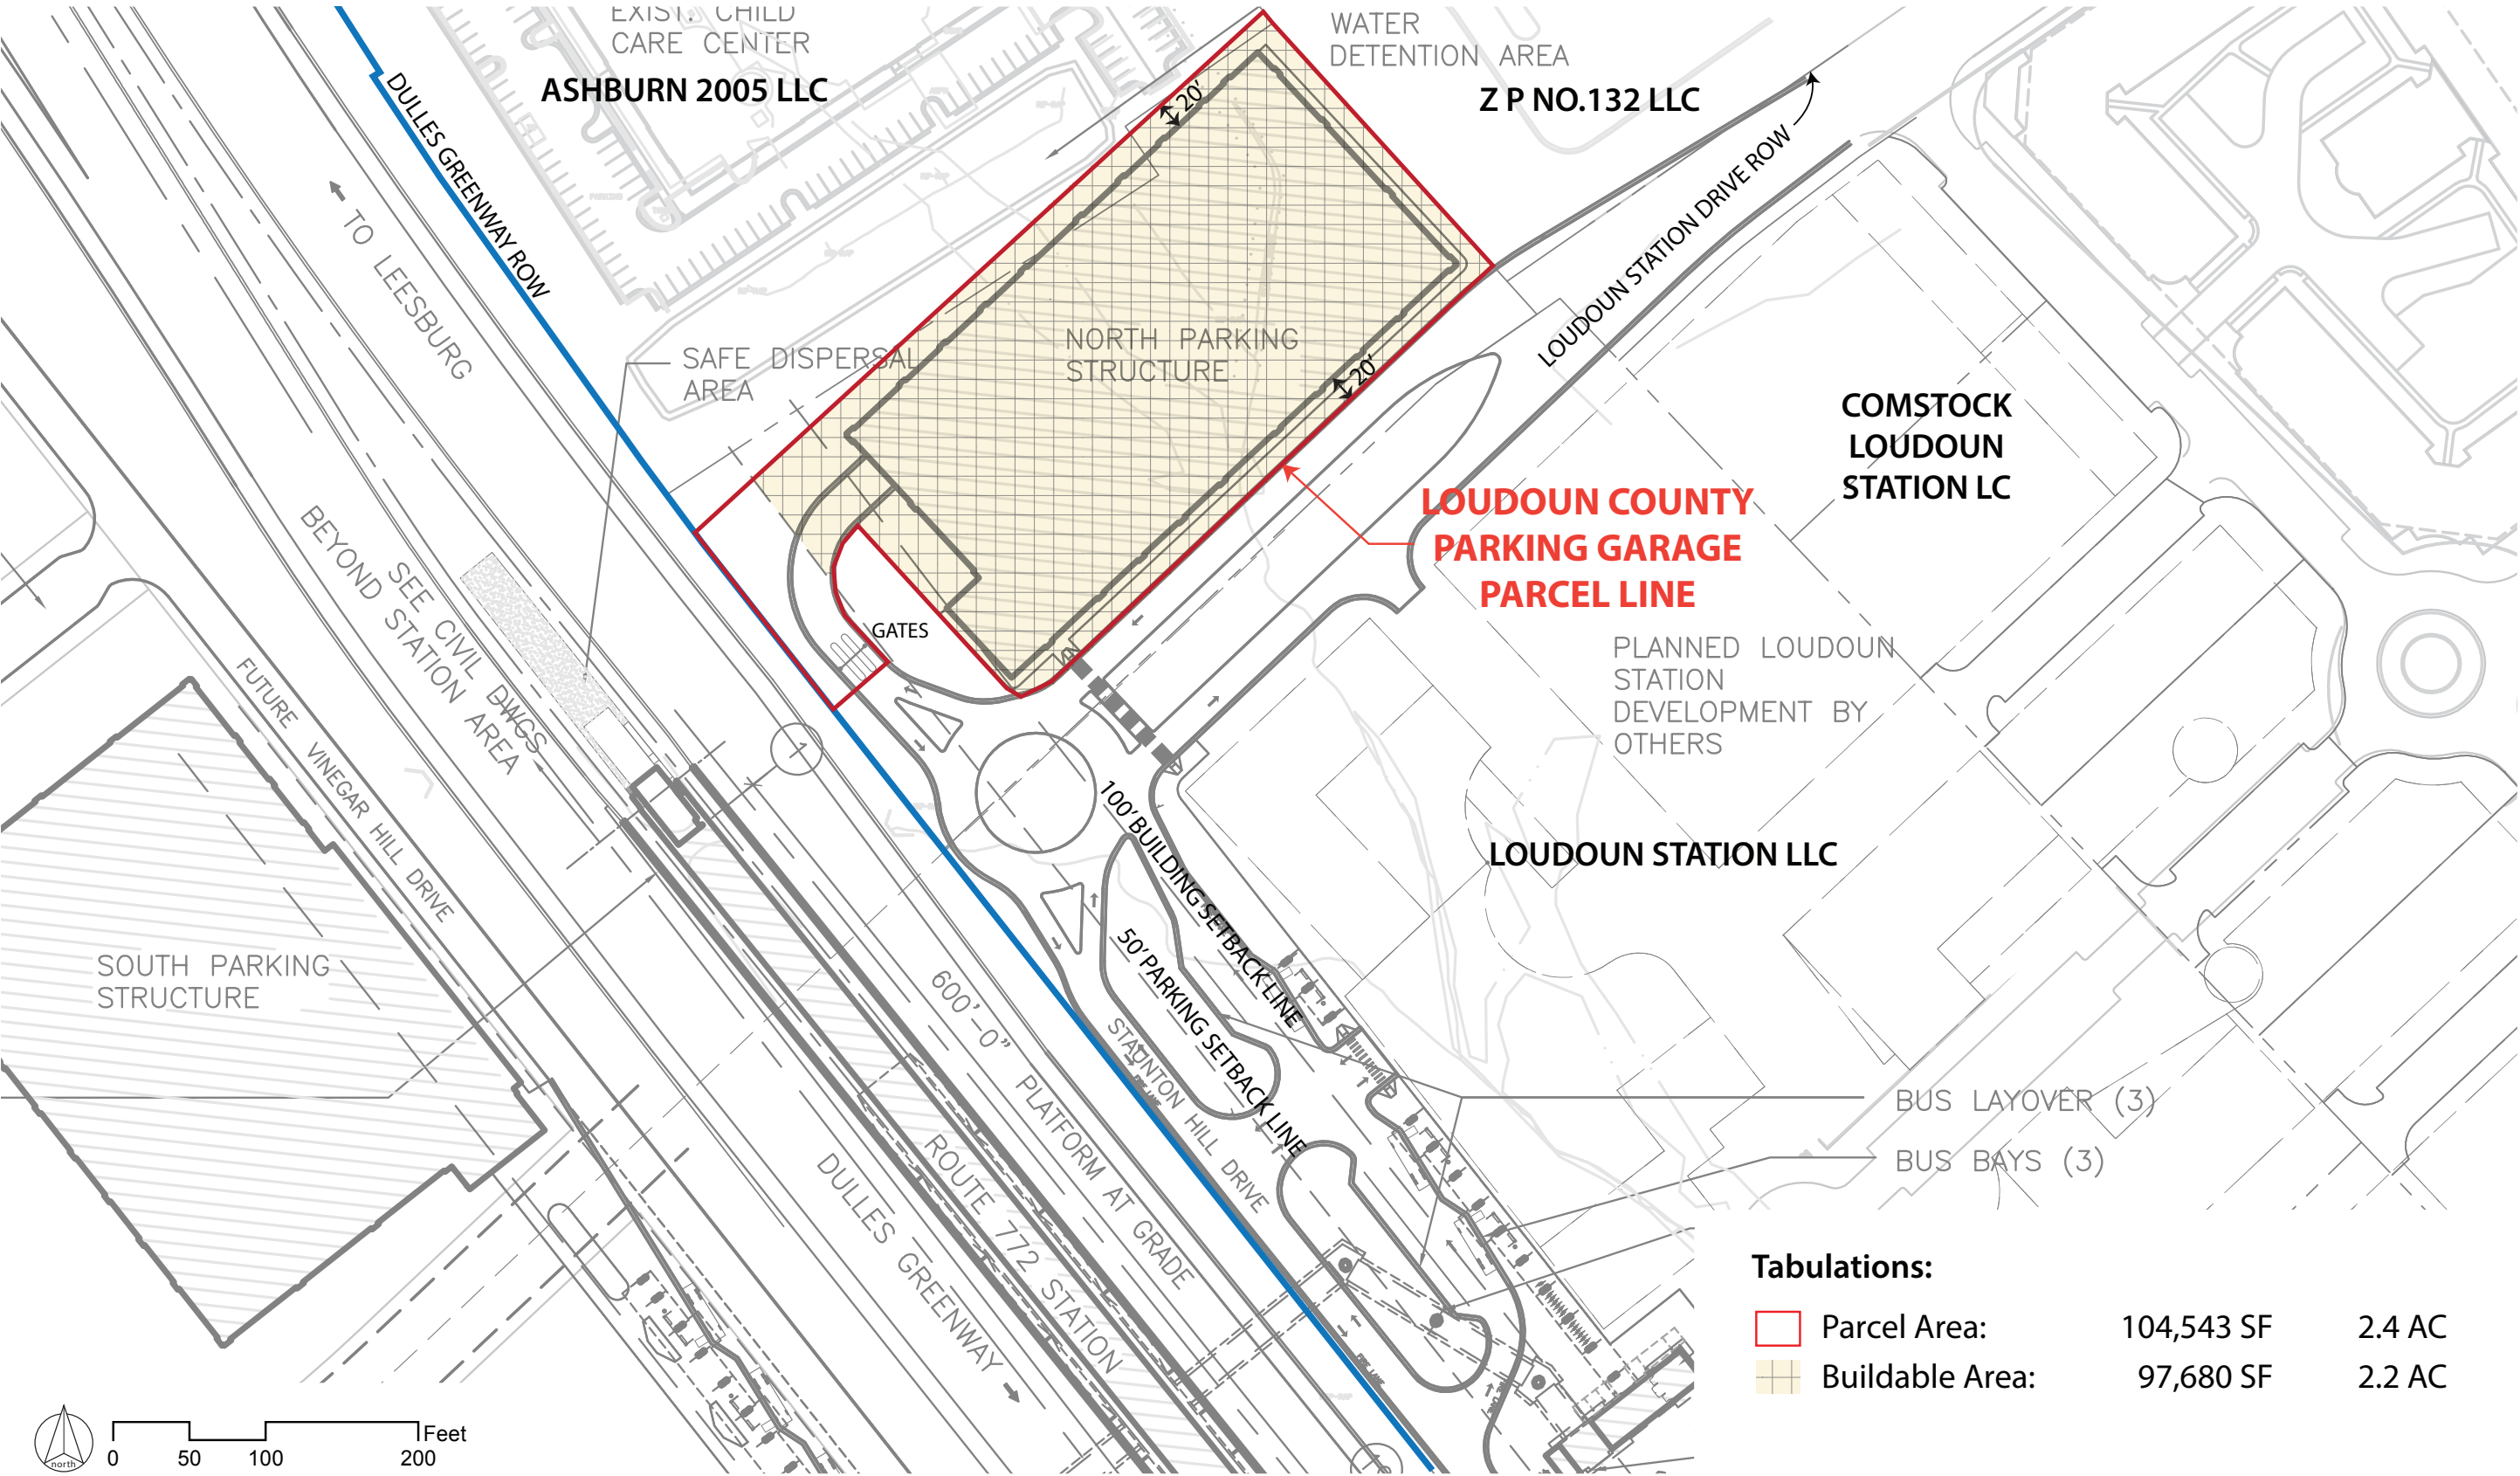 EXIST. CHILD
CARE CENTER
ASHBURN 2005 LLC
WATER
DETENTION AREA
Z P NO.132 LLC
DULLES GREENWAY ROW
TO LEESBURG
20'
LOUDOUN STATION DRIVE ROW
SAFE DISPERSAL
AREA
NORTH PARKING
STRUCTURE
20'
COMSTOCK
LOUDOUN
STATION LC
LOUDOUN COUNTY
PARKING GARAGE
PARCEL LINE
SEE CIVIL DWGS
BEYOND STATION AREA
GATES
FUTURE VINEGAR HILL DRIVE
PLANNED LOUDOUN
STATION
DEVELOPMENT BY
OTHERS
1
100' BUILDING SETBACK LINE
LOUDOUN STATION LLC
50' PARKING SETBACK LINE
SOUTH PARKING
STRUCTURE
600'-0" PLATFORM AT GRADE
STAUNTON HILL DRIVE
ROUTE 772 STATION
DULLES GREENWAY
BUS LAYOVER (3)
BUS BAYS (3)
Tabulations:
Parcel Area: 104,543 SF 2.4 AC
Buildable Area: 97,680 SF 2.2 AC
north
Feet
0 50 100 200